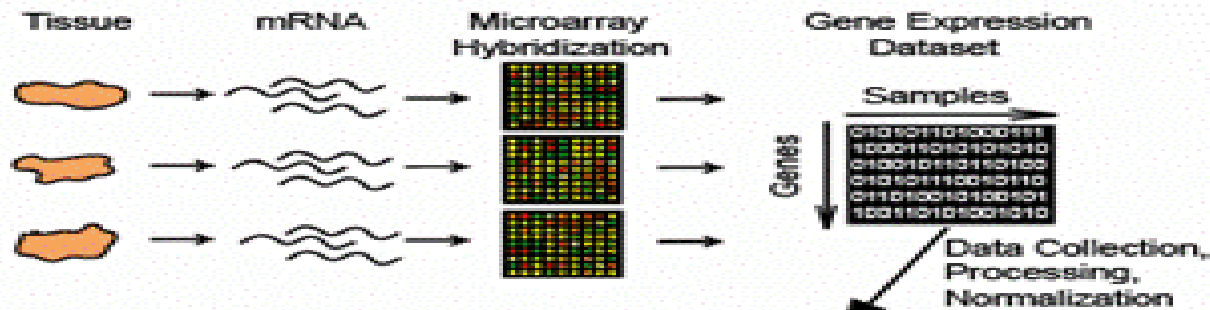 Tissue
mRNA
Microarray
Hybridization
Gene Expression
Dataset
Samples
Genes
Data Collection,
Processing,
Normalization